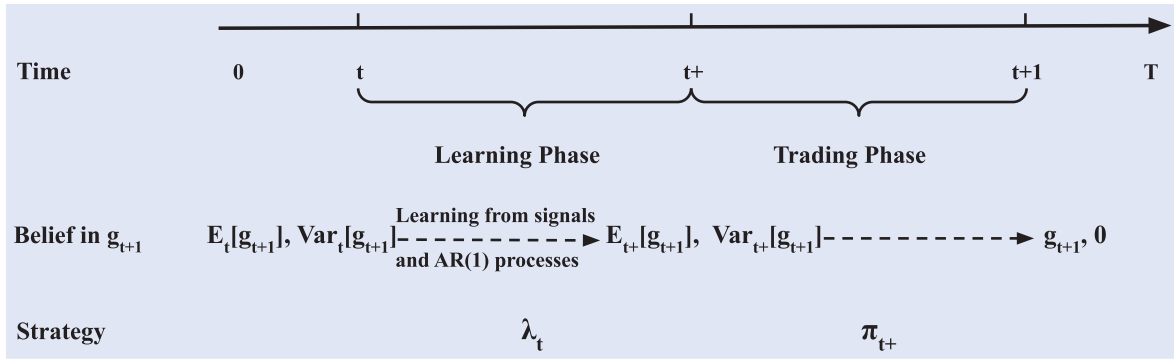 Time 0 t t+ t+1 T
Learning Phase Trading Phase
Learning from signals
Belief in g_{t+1} E_t[g_{t+1}], Var_t[g_{t+1}] E_{t+}[g_{t+1}], Var_{t+}[g_{t+1}] g_{t+1}, 0
and AR(1) processes
Strategy λ_t π_{t+}